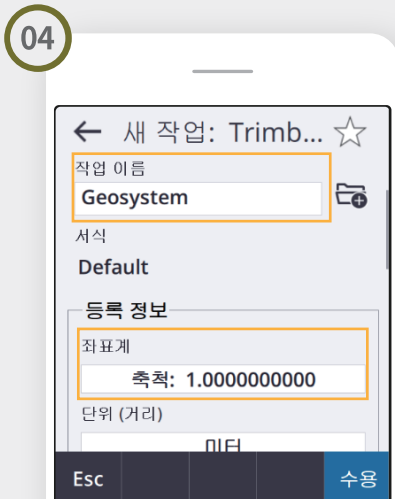 04
새 작업: Trimb...
작업 이름
Geosystem
서식
Default
등록 정보
좌표계
축척: 1.0000000000
단위 (거리)
미터
Esc
수용